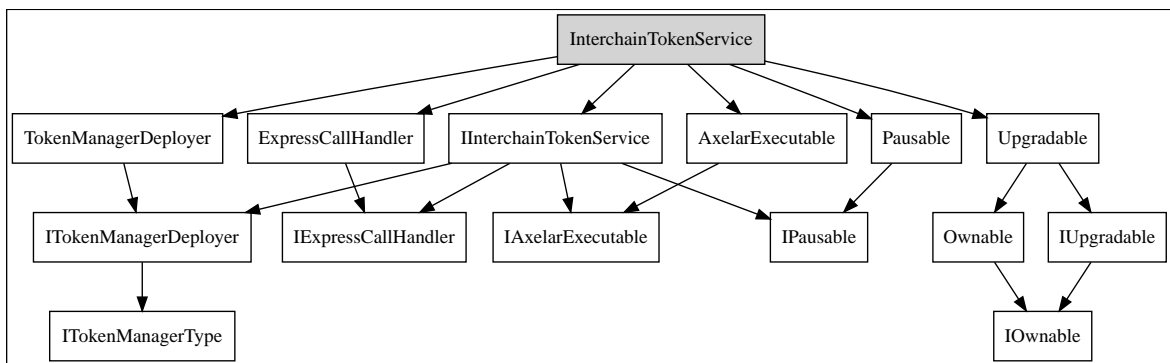 InterchainTokenService
TokenManagerDeployer
ExpressCallHandler
IInterchainTokenService
AxelarExecutable
Pausable
Upgradable
ITokenManagerDeployer
IExpressCallHandler
IAxelarExecutable
IPausable
Ownable
IUpgradable
ITokenManagerType
IOwnable